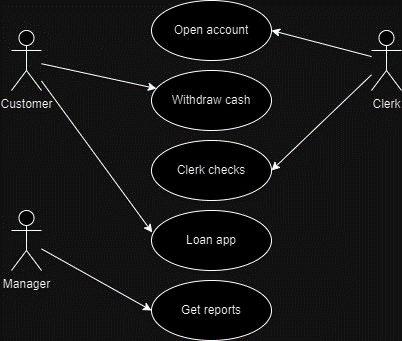 Open account
Customer
Withdraw cash
Clerk
Clerk checks
Loan app
Manager
Get reports